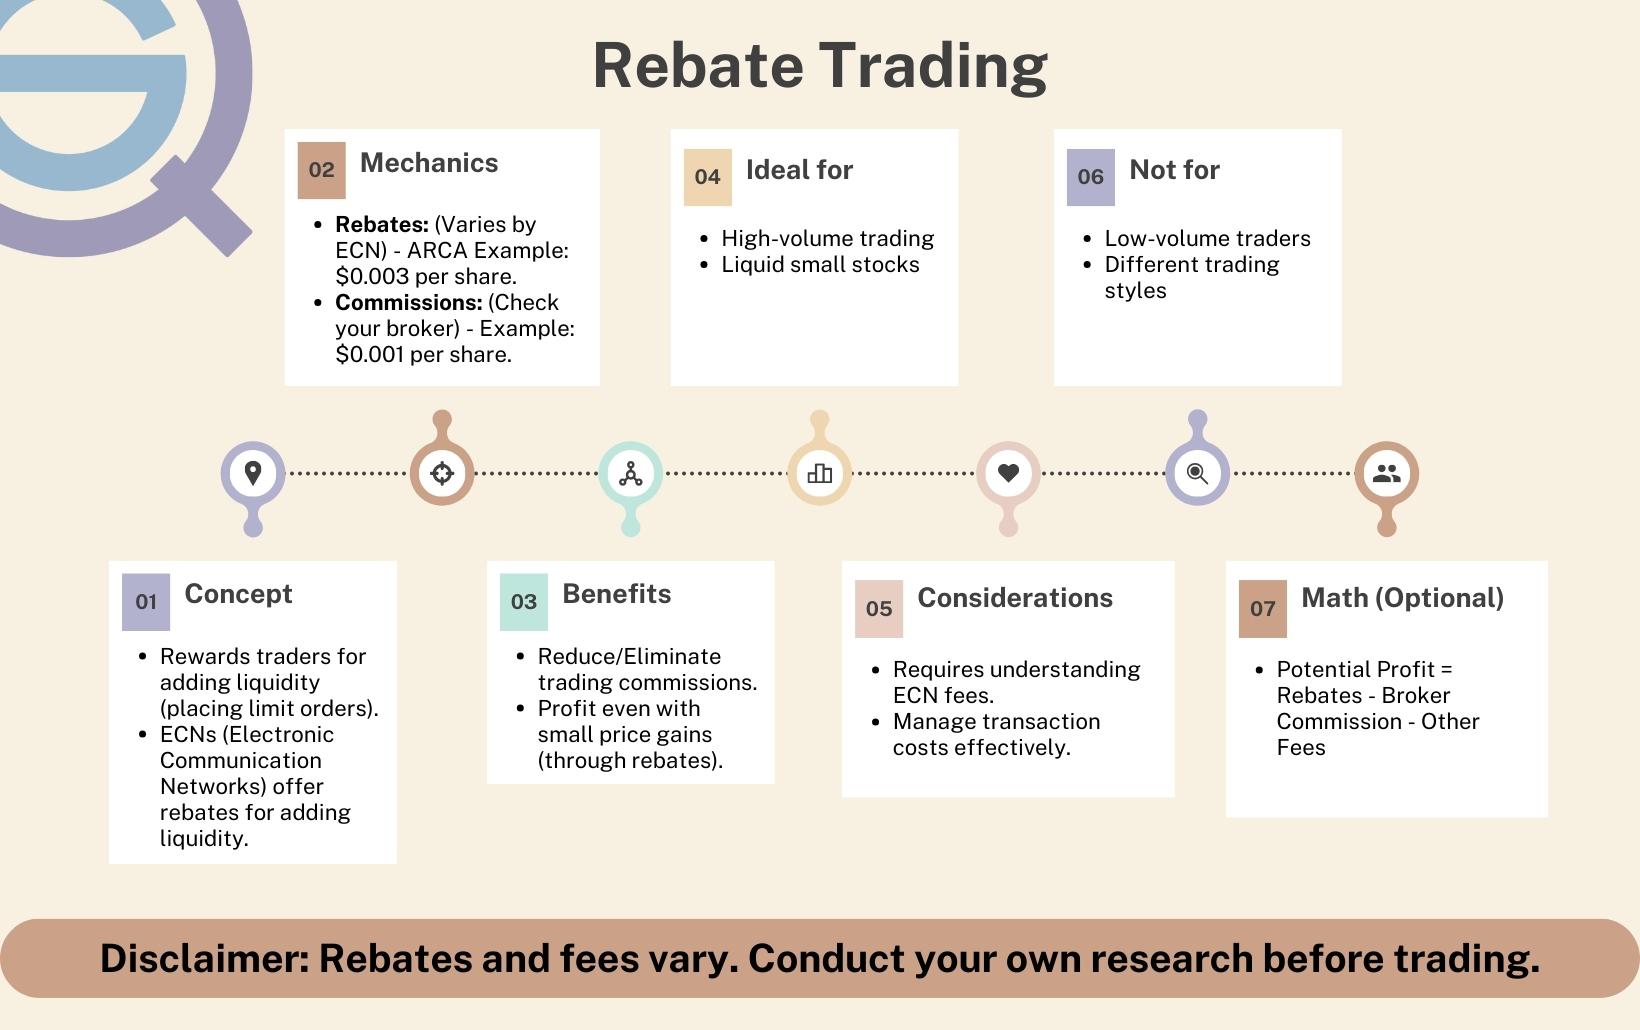 Rebate Trading
02
Mechanics
• Rebates: (Varies by
ECN) - ARCA Example:
$0.003 per share.
• Commissions: (Check
your broker) - Example:
$0.001 per share.
04
Ideal for
• High-volume trading
• Liquid small stocks
06
Not for
• Low-volume traders
• Different trading
styles
01
Concept
• Rewards traders for
adding liquidity
(placing limit orders).
• ECNs (Electronic
Communication
Networks) offer
rebates for adding
liquidity.
03
Benefits
• Reduce/Eliminate
trading commissions.
• Profit even with
small price gains
(through rebates).
05
Considerations
• Requires understanding
ECN fees.
• Manage transaction
costs effectively.
07
Math (Optional)
• Potential Profit =
Rebates - Broker
Commission - Other
Fees
Disclaimer: Rebates and fees vary. Conduct your own research before trading.